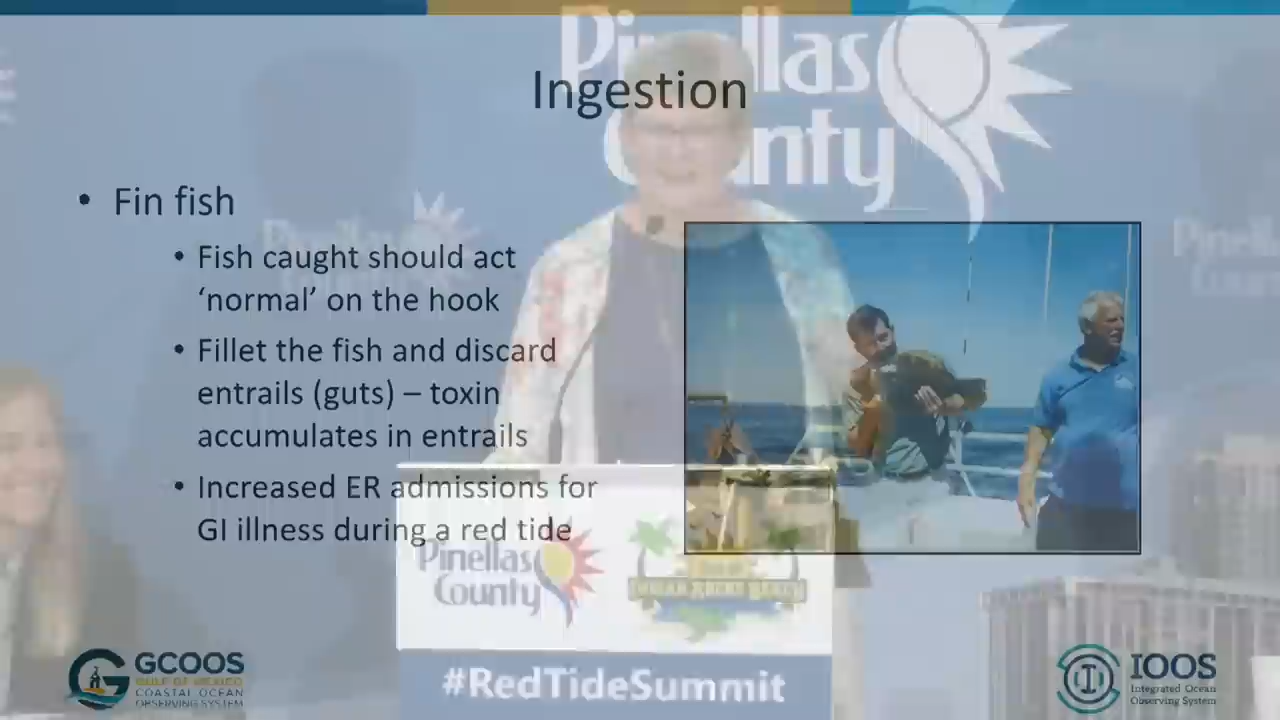 Pinellas
County
Ingestion
• Fin fish
• Fish caught should act
‘normal’ on the hook
• Fillet the fish and discard
entrails (guts) – toxin
accumulates in entrails
• Increased ER admissions for
GI illness during a red tide
Pinellas
County
#RedTideSummit
GCOOS
GULF OF MEXICO
COASTAL OCEAN
OBSERVING SYSTEM
IOOS
Integrated Ocean
Observing System